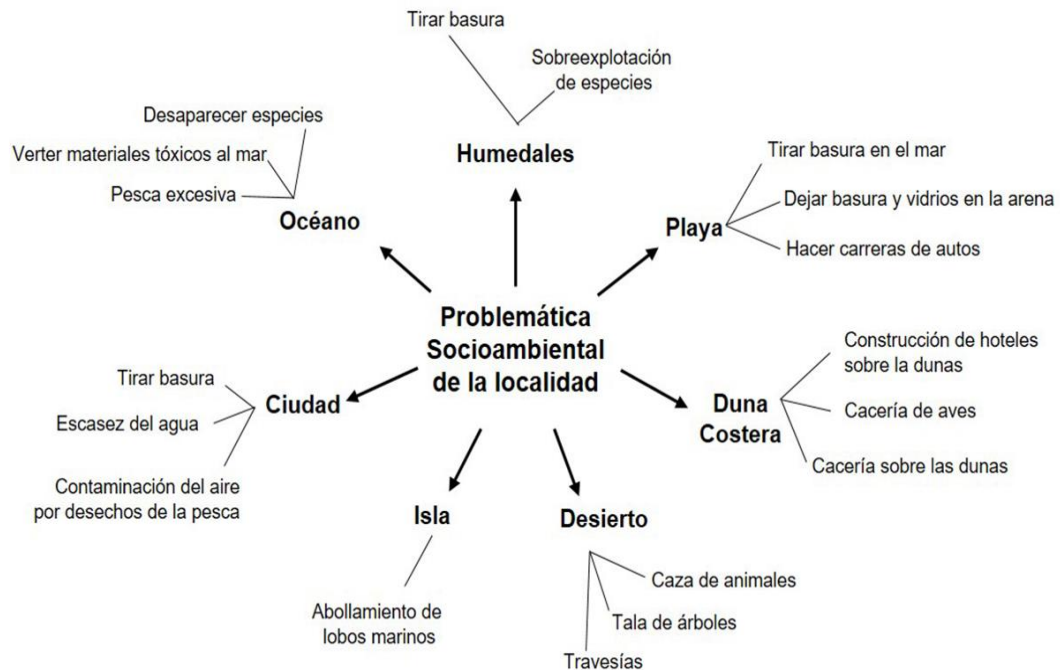 Tirar basura
Sobreexplotación
de especies
Humedales
Desaparecer especies
Verter materiales tóxicos al mar
Pesca excesiva
Océano
Tirar basura en el mar
Dejar basura y vidrios en la arena
Hacer carreras de autos
Playa
Problemática
Socioambiental
de la localidad
Construcción de hoteles
sobre la dunas
Cacería de aves
Cacería sobre las dunas
Duna
Costera
Tirar basura
Escasez del agua
Contaminación del aire
por desechos de la pesca
Ciudad
Isla
Abollamiento de
lobos marinos
Desierto
Caza de animales
Tala de árboles
Travesías